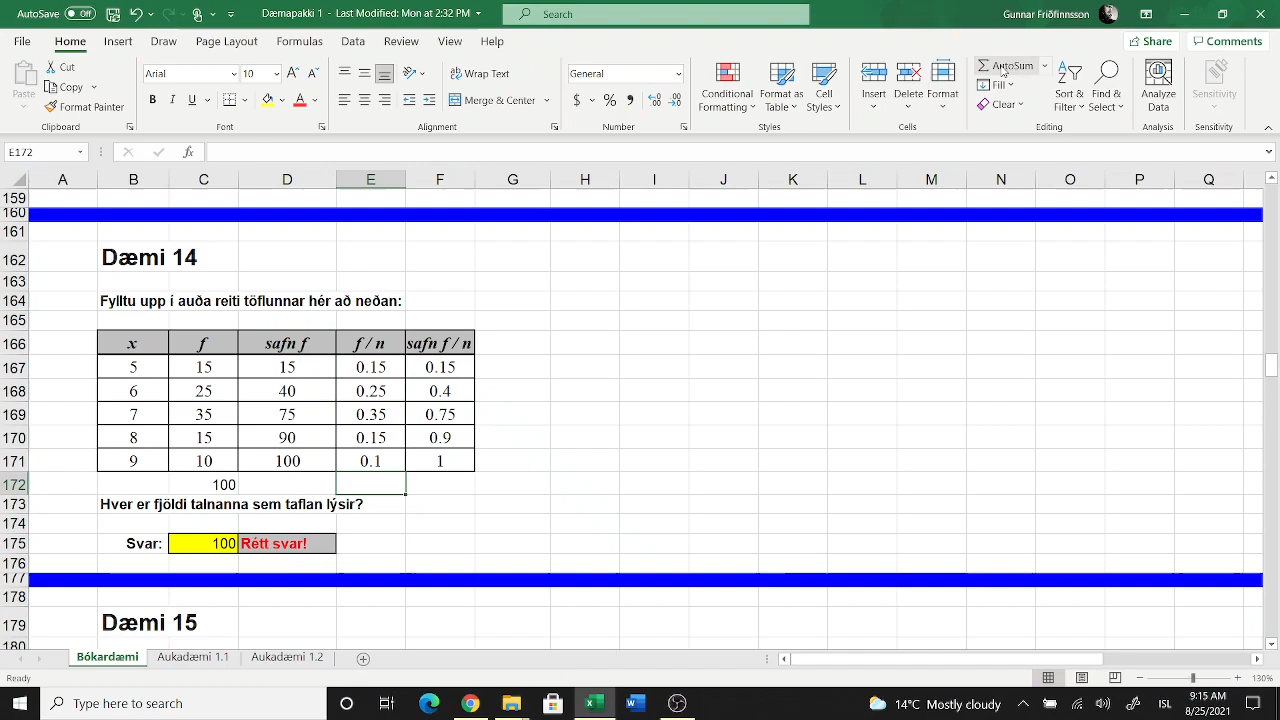 AutoSave Off Dæmapakki 1 - Last Modified: Mon at 2:32 PM Search Gunnar Friðfinnsson
File Home Insert Draw Page Layout Formulas Data Review View Help Share Comments
Paste Cut Copy Format Painter Clipboard
Arial 10 B I U A Font
Wrap Text Merge & Center Alignment
General $ % , Number
Conditional Formatting Format as Table Cell Styles Styles
Insert Delete Format Cells
AutoSum Fill Clear Sort & Filter Find & Select Editing
Analyze Data Analysis
Sensitivity Sensitivity
E172 fx
A B C D E F G H I J K L M N O P Q
159
160
161
162 Dæmi 14
163
164 Fylltu upp í auða reiti töflunnar hér að neðan:
165
166 x f safn f f / n safn f / n
167 5 15 15 0.15 0.15
168 6 25 40 0.25 0.4
169 7 35 75 0.35 0.75
170 8 15 90 0.15 0.9
171 9 10 100 0.1 1
172 100
173 Hver er fjöldi talnanna sem taflan lýsir?
174
175 Svar: 100 Rétt svar!
176
177
178
179 Dæmi 15
180
Bókardæmi Aukadæmi 1.1 Aukadæmi 1.2
Ready 130%
Type here to search 14°C Mostly cloudy ÍSL 9:15 AM
8/25/2021